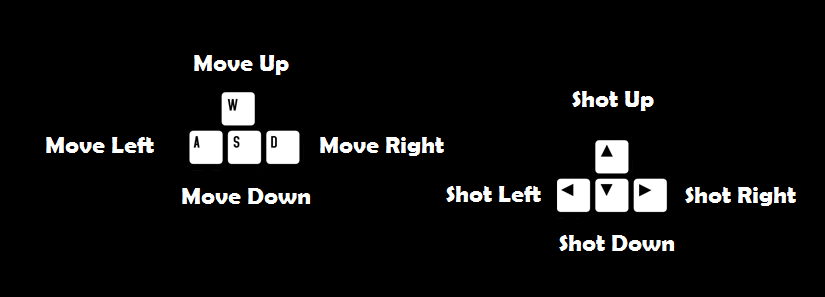 Move Up
W
Move Left A S D Move Right
Move Down
Shot Up
Shot Left Shot Right
Shot Down